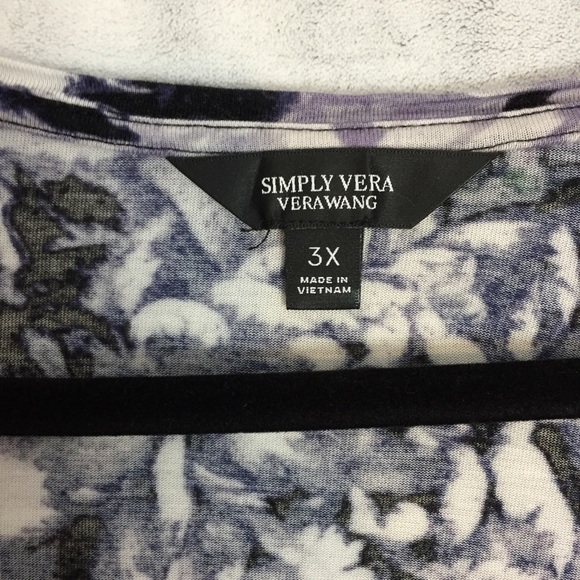 SIMPLY VERA
VERAWANG
3X
MADE IN
VIETNAM